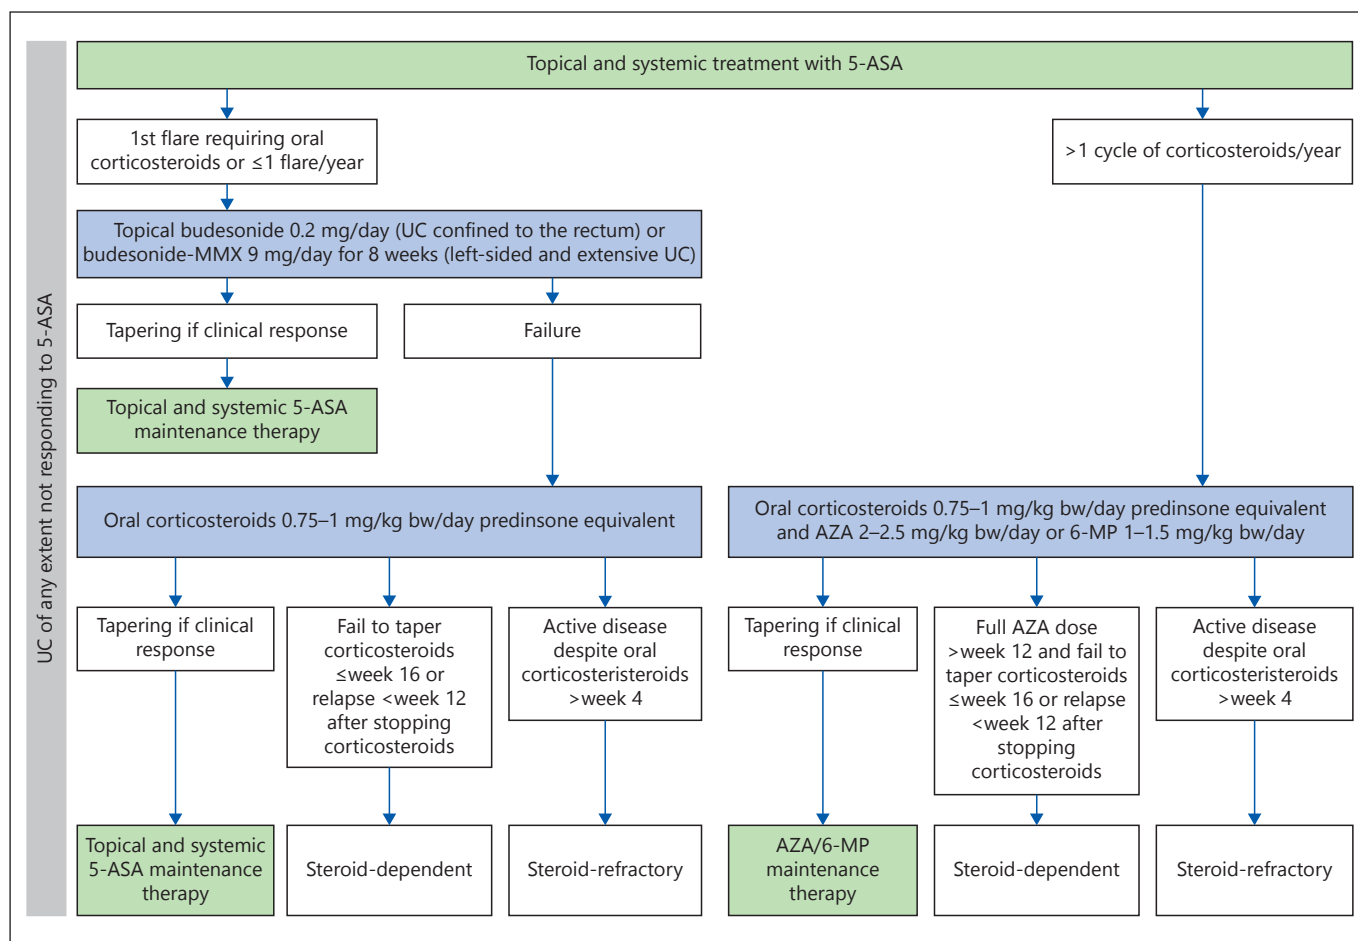 UC of any extent not responding to 5-ASA
Topical and systemic treatment with 5-ASA
1st flare requiring oral
corticosteroids or ≤1 flare/year
>1 cycle of corticosteroids/year
Topical budesonide 0.2 mg/day (UC confined to the rectum) or
budesonide-MMX 9 mg/day for 8 weeks (left-sided and extensive UC)
Tapering if clinical response
Failure
Topical and systemic 5-ASA
maintenance therapy
Oral corticosteroids 0.75–1 mg/kg bw/day predinsone equivalent
Oral corticosteroids 0.75–1 mg/kg bw/day predinsone equivalent
and AZA 2–2.5 mg/kg bw/day or 6-MP 1–1.5 mg/kg bw/day
Tapering if clinical
response
Fail to taper
corticosteroids
≤week 16 or
relapse <week 12
after stopping
corticosteroids
Active disease
despite oral
corticosteristeroids
>week 4
Tapering if clinical
response
Full AZA dose
>week 12 and fail to
taper corticosteroids
≤week 16 or relapse
<week 12 after
stopping
corticosteroids
Active disease
despite oral
corticosteristeroids
>week 4
Topical and systemic
5-ASA maintenance
therapy
Steroid-dependent
Steroid-refractory
AZA/6-MP
maintenance
therapy
Steroid-dependent
Steroid-refractory